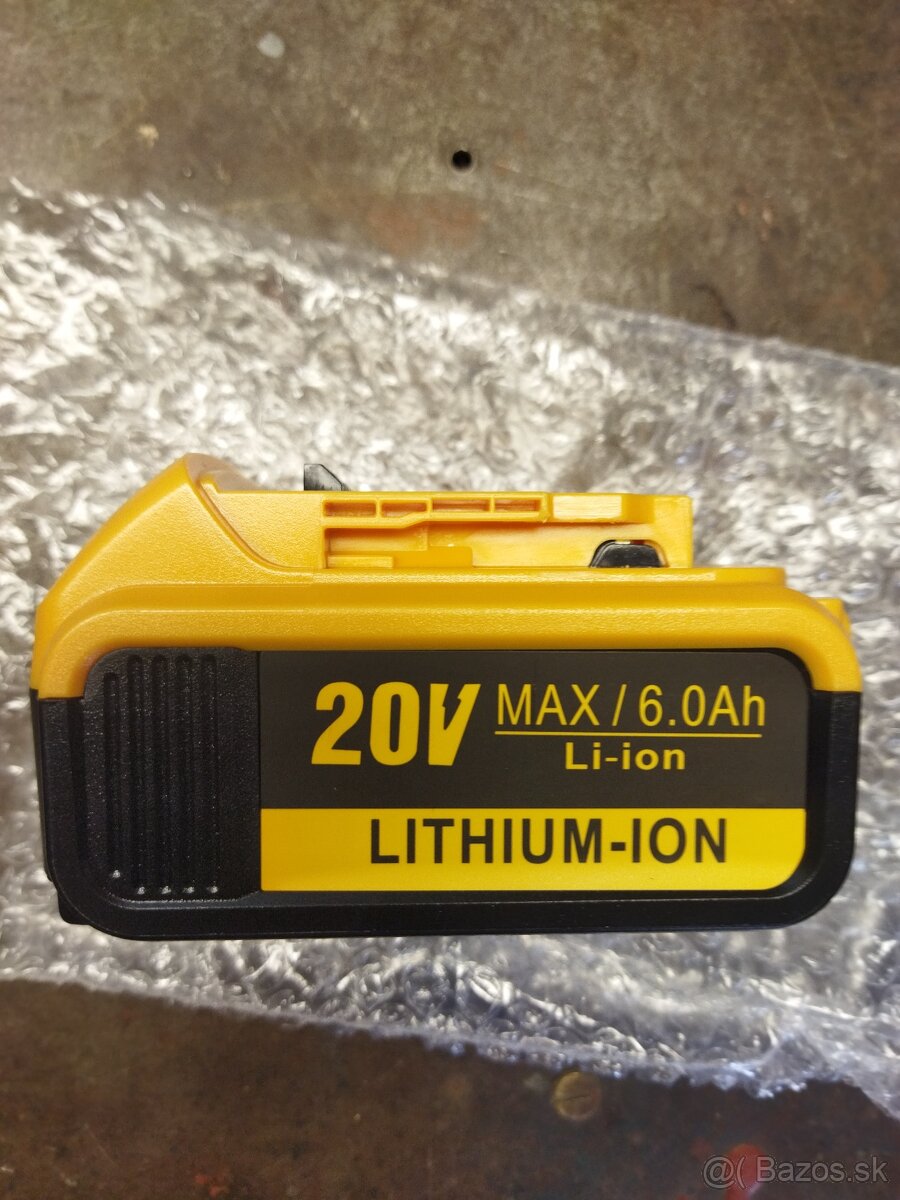 20V MAX / 6.0Ah
Li-ion
LITHIUM-ION
@( Bazos.sk